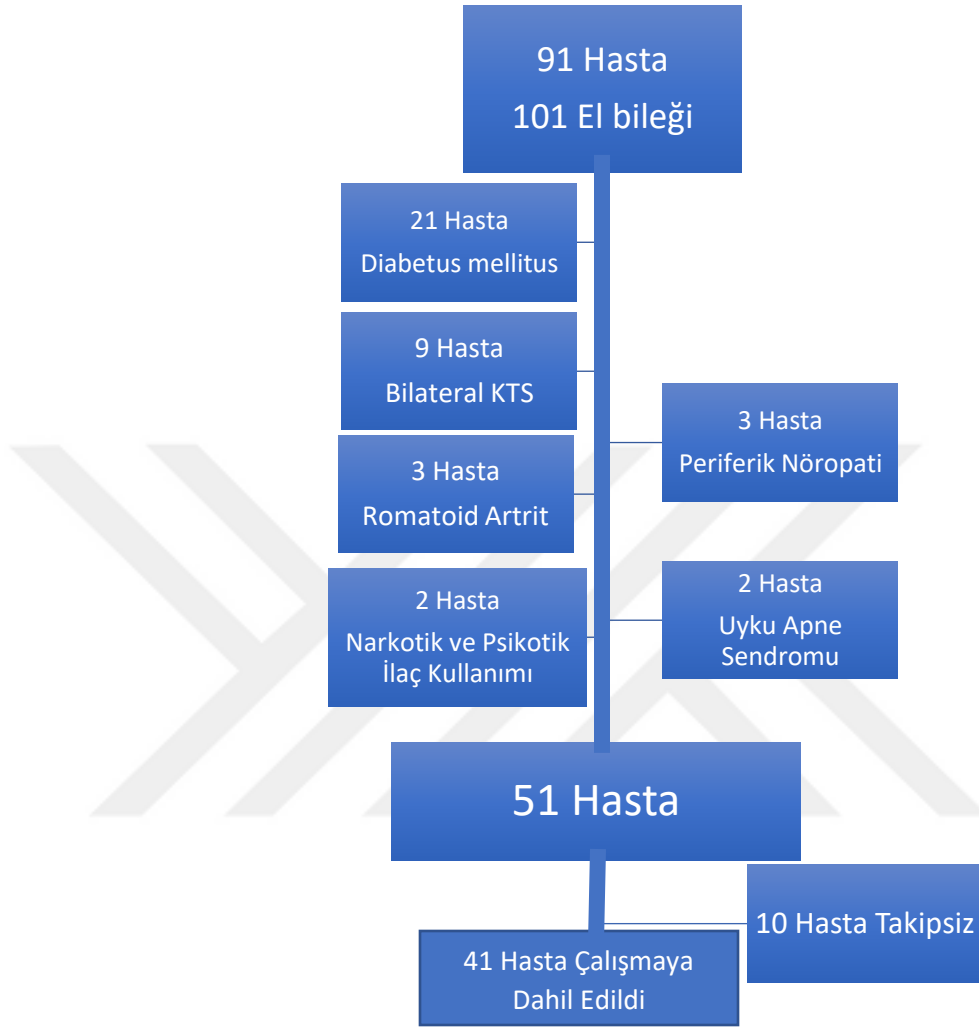 91 Hasta
101 El bileği
21 Hasta
Diabetus mellitus
9 Hasta
Bilateral KTS
3 Hasta
Periferik Nöropati
3 Hasta
Romatoid Artrit
2 Hasta
Narkotik ve Psikotik
İlaç Kullanımı
2 Hasta
Uyku Apne
Sendromu
51 Hasta
10 Hasta Takipsiz
41 Hasta Çalışmaya
Dahil Edildi